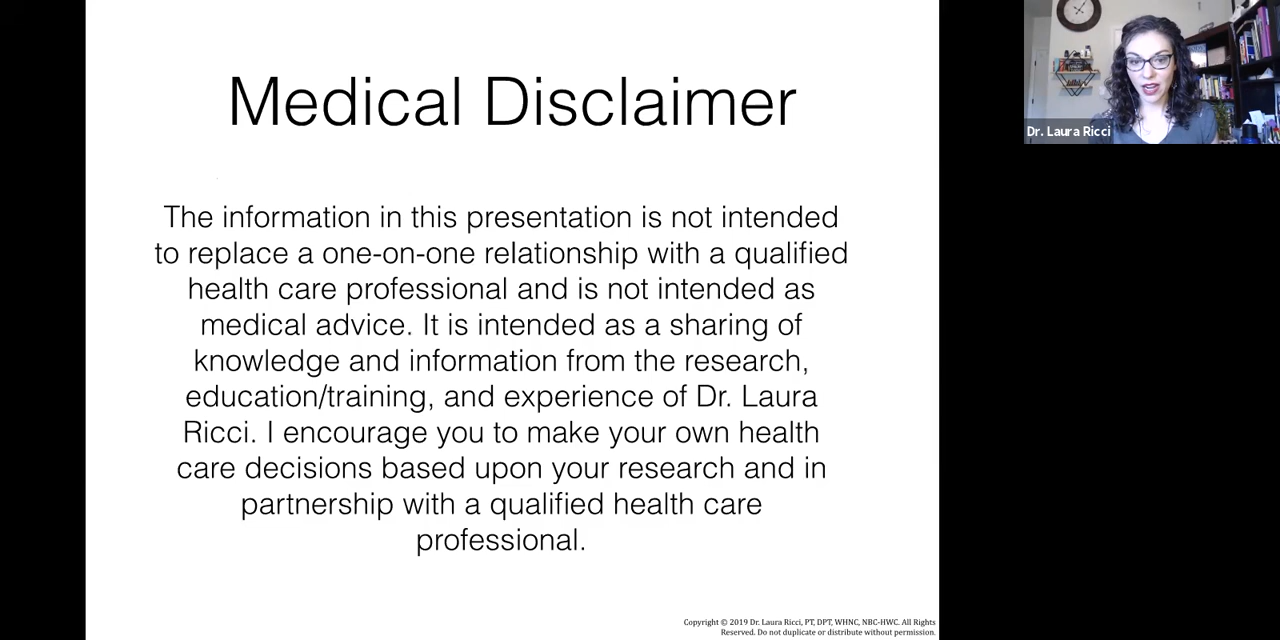 Medical Disclaimer
The information in this presentation is not intended
to replace a one-on-one relationship with a qualified
health care professional and is not intended as
medical advice. It is intended as a sharing of
knowledge and information from the research,
education/training, and experience of Dr. Laura
Ricci. I encourage you to make your own health
care decisions based upon your research and in
partnership with a qualified health care
professional.
Copyright © 2019 Dr. Laura Ricci, PT, DPT, WHNC, NBC-HWC. All Rights
Reserved. Do not duplicate or distribute without permission.
Dr. Laura Ricci